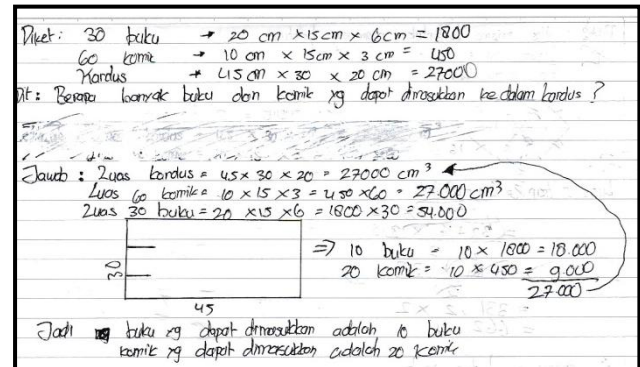 Diket : 30 buku → 20 cm x 15 cm x 6 cm = 1800
60 komik → 10 cm x 15 cm x 3 cm = 450
Kardus → 45 cm x 30 x 20 cm = 27000
Dit : Berapa banyak buku dan komik yg dapat dimasukkan ke dalam kardus ?
Jawab : Luas kardus = 45 x 30 x 20 = 27000 cm³
Luas 60 komik = 10 x 15 x 3 = 450 x 60 = 27.000 cm³
Luas 30 buku = 20 x 15 x 6 = 1800 x 30 = 54.000
⇒ 10 buku = 10 x 1800 = 18.000
20 komik = 10 x 450 = 9.000
27.000
30
45
Jadi buku yg dapat dimasukkan adalah 10 buku
komik yg dapat dimasukkan adalah 20 komik